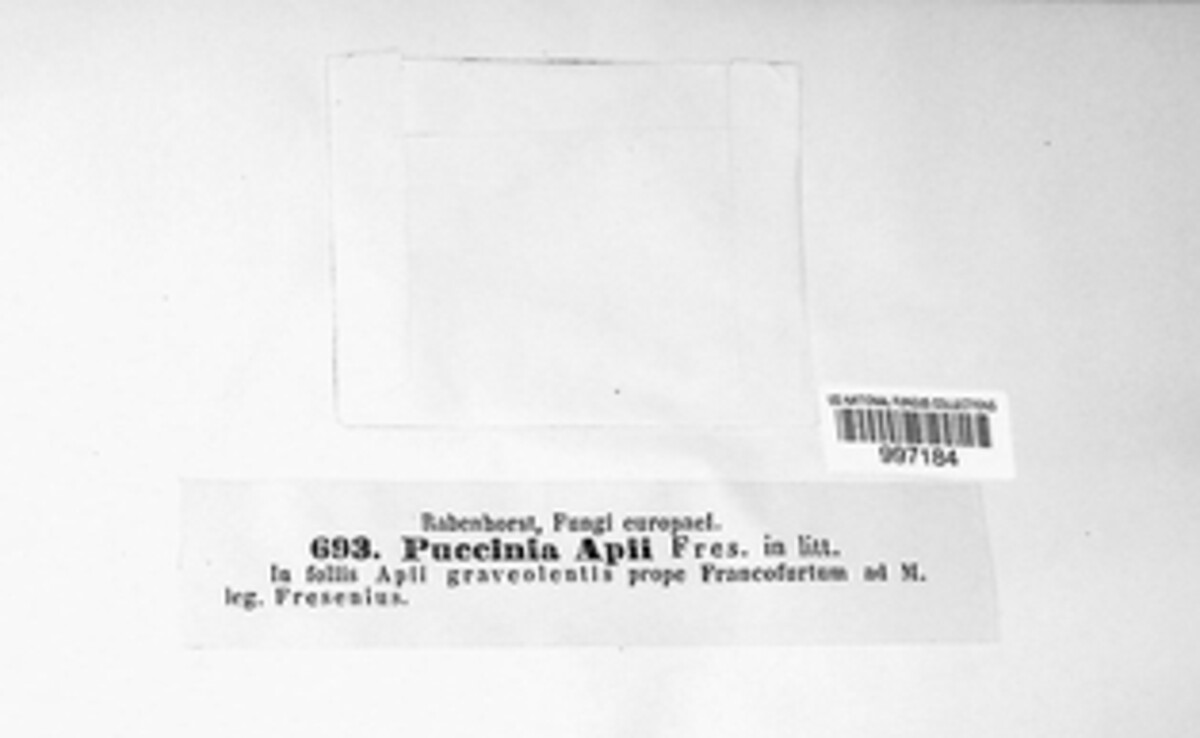 US NATIONAL FUNGUS COLLECTIONS
997184
Rabenhorst, Fungi europaei.
693. Puccinia Apii Fres. in litt.
In foliis Apii graveolentis prope Francofurtum ad M.
leg. Fresenius.